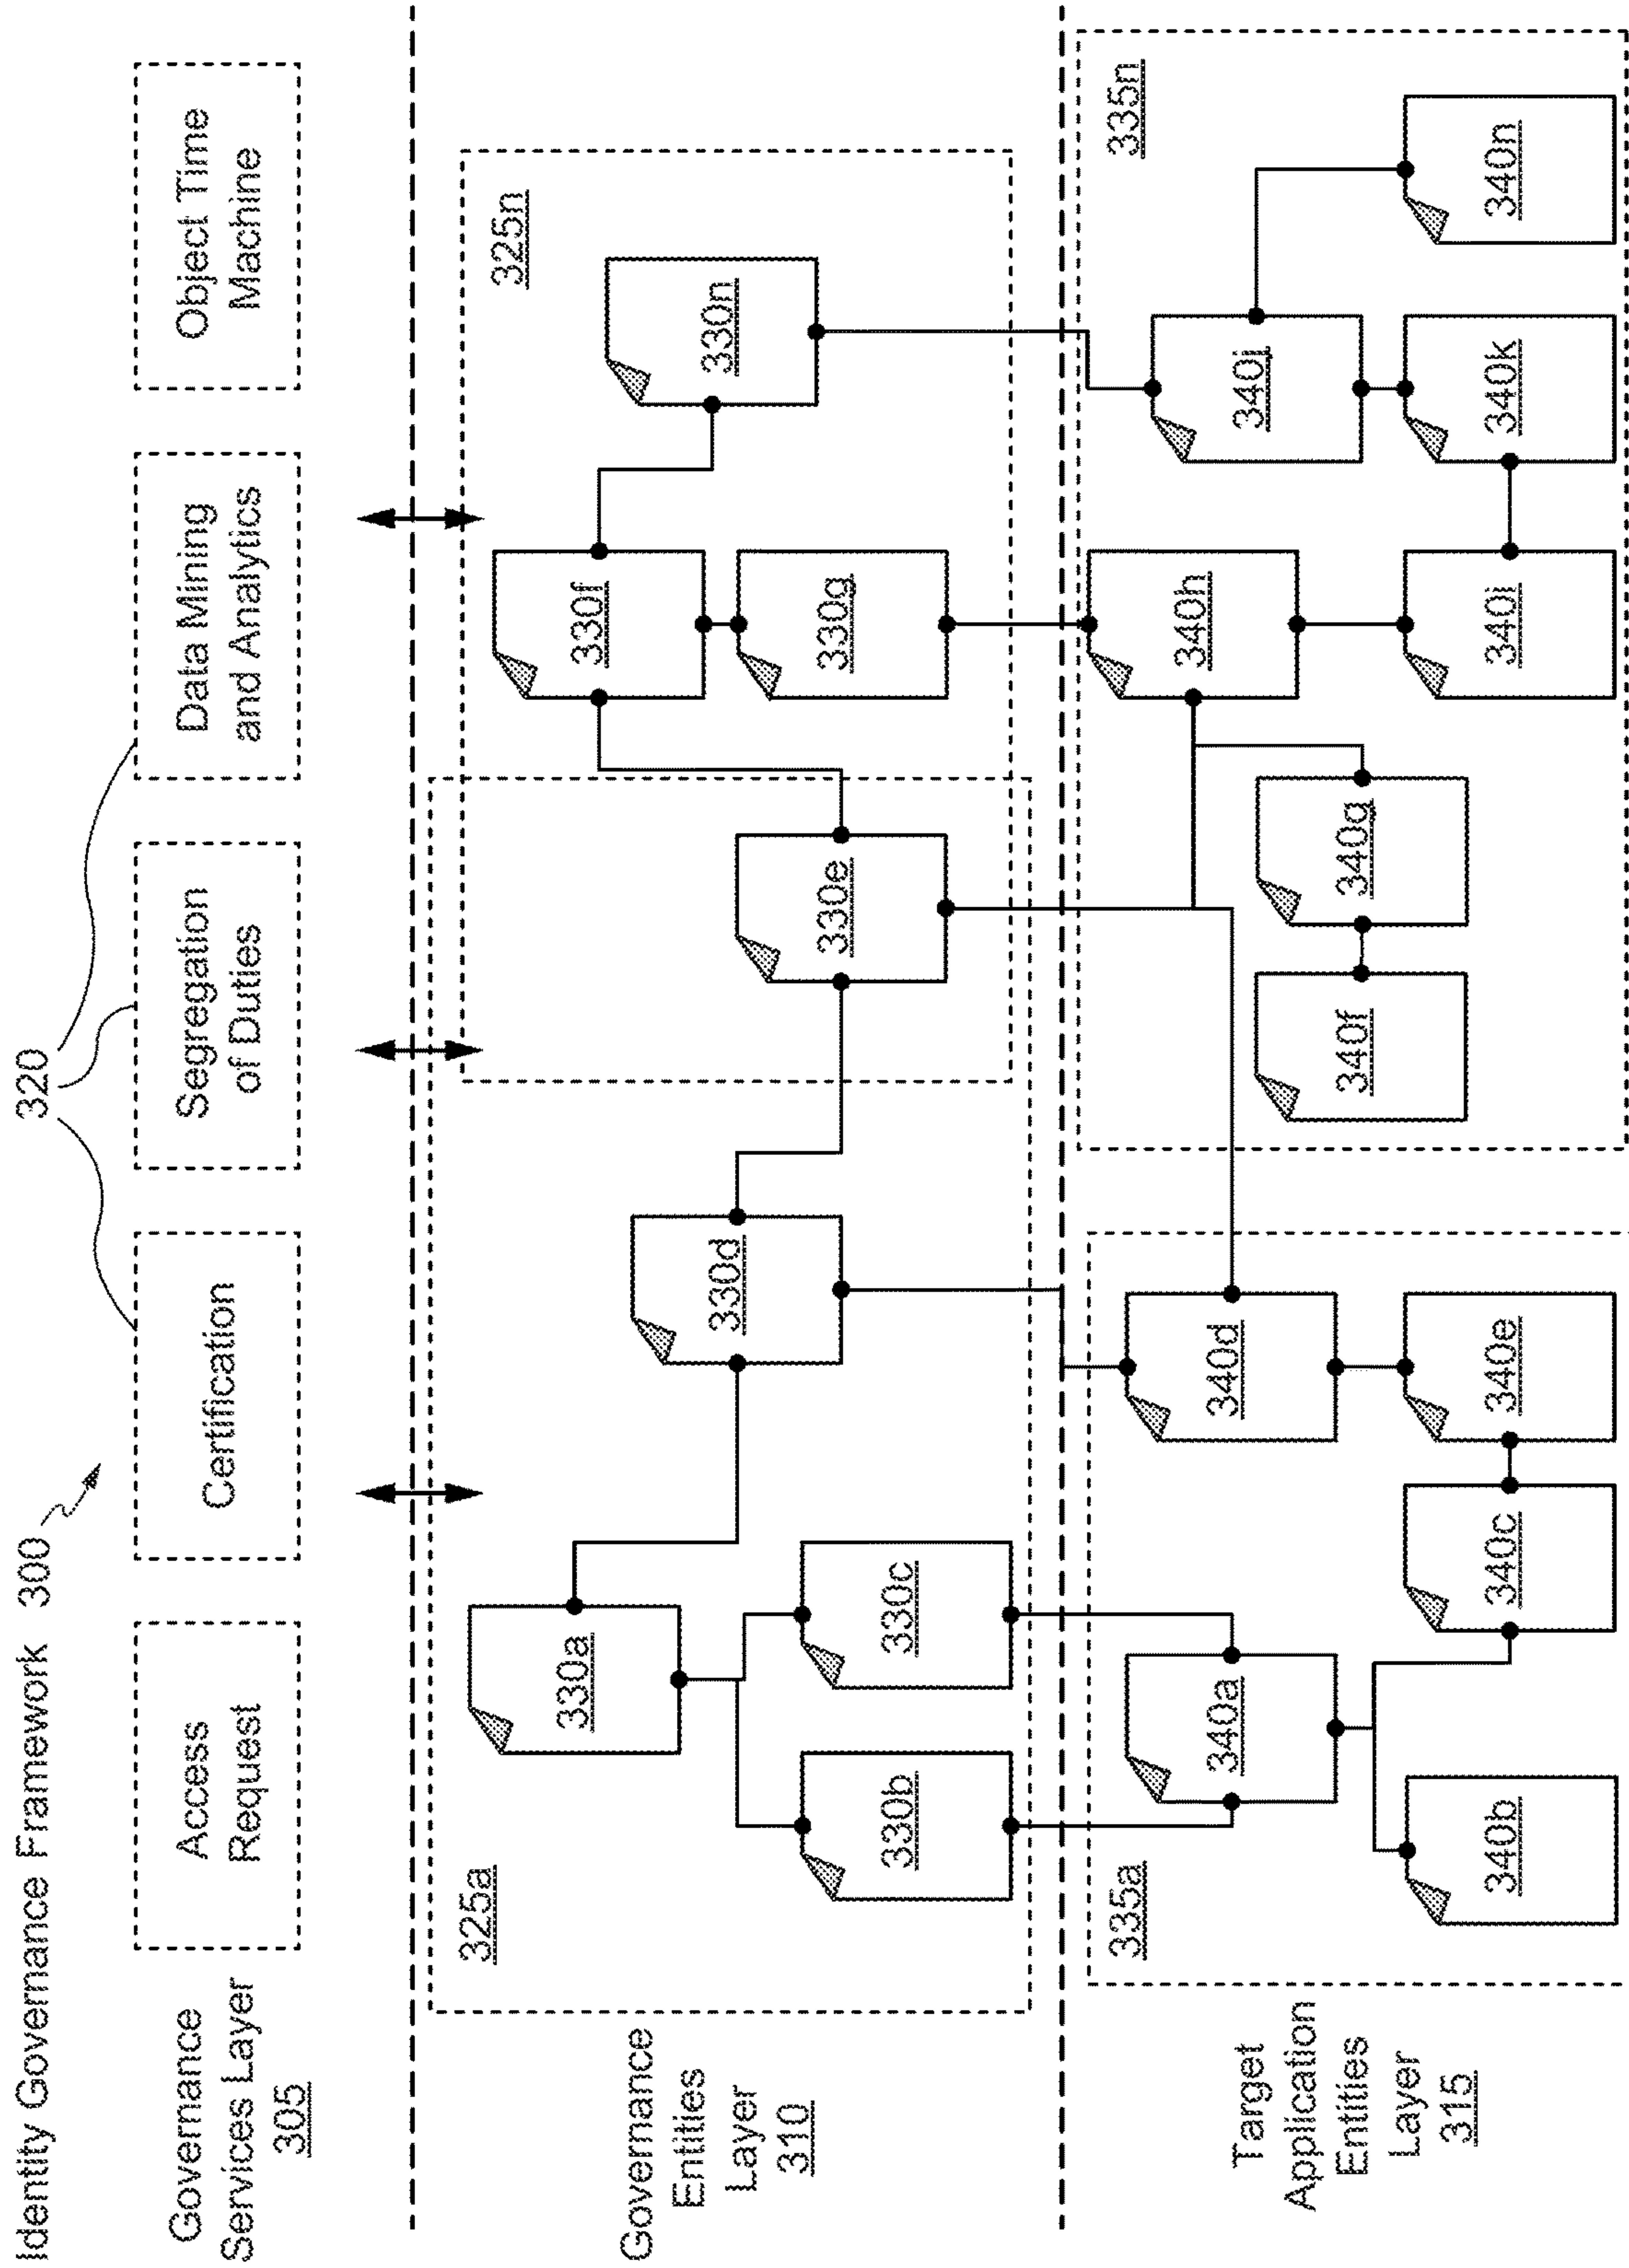 Identity Governance Framework 300
320
Governance
Services Layer
305
Access
Request
Certification
Segregation
of Duties
Data Mining
and Analytics
Object Time
Machine
Governance
Entities
Layer
310
325a
325n
330a
330b
330c
330d
330e
330f
330g
330n
Target
Application
Entities
Layer
315
335a
335n
340a
340b
340c
340d
340e
340f
340g
340h
340i
340j
340k
340n